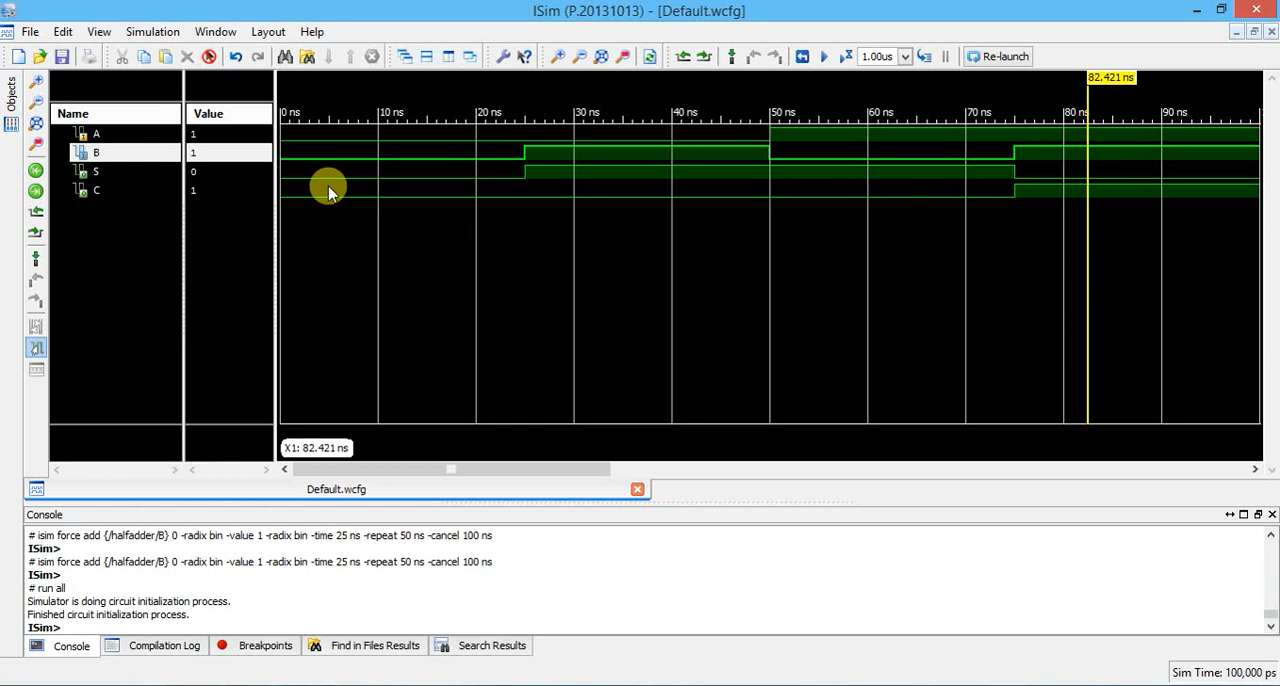 ISim (P.20131013) - [Default.wcfg]
File Edit View Simulation Window Layout Help
1.00us Re-launch
Objects
82.421 ns
Name Value
0 ns 10 ns 20 ns 30 ns 40 ns 50 ns 60 ns 70 ns 80 ns 90 ns
A 1
B 1
S 0
C 1
X1: 82.421 ns
Default.wcfg
Console
# isim force add {/halfadder/B} 0 -radix bin -value 1 -radix bin -time 25 ns -repeat 50 ns -cancel 100 ns
ISim>
# isim force add {/halfadder/B} 0 -radix bin -value 1 -radix bin -time 25 ns -repeat 50 ns -cancel 100 ns
ISim>
# run all
Simulator is doing circuit initialization process.
Finished circuit initialization process.
ISim>
Console Compilation Log Breakpoints Find in Files Results Search Results
Sim Time: 100,000 ps